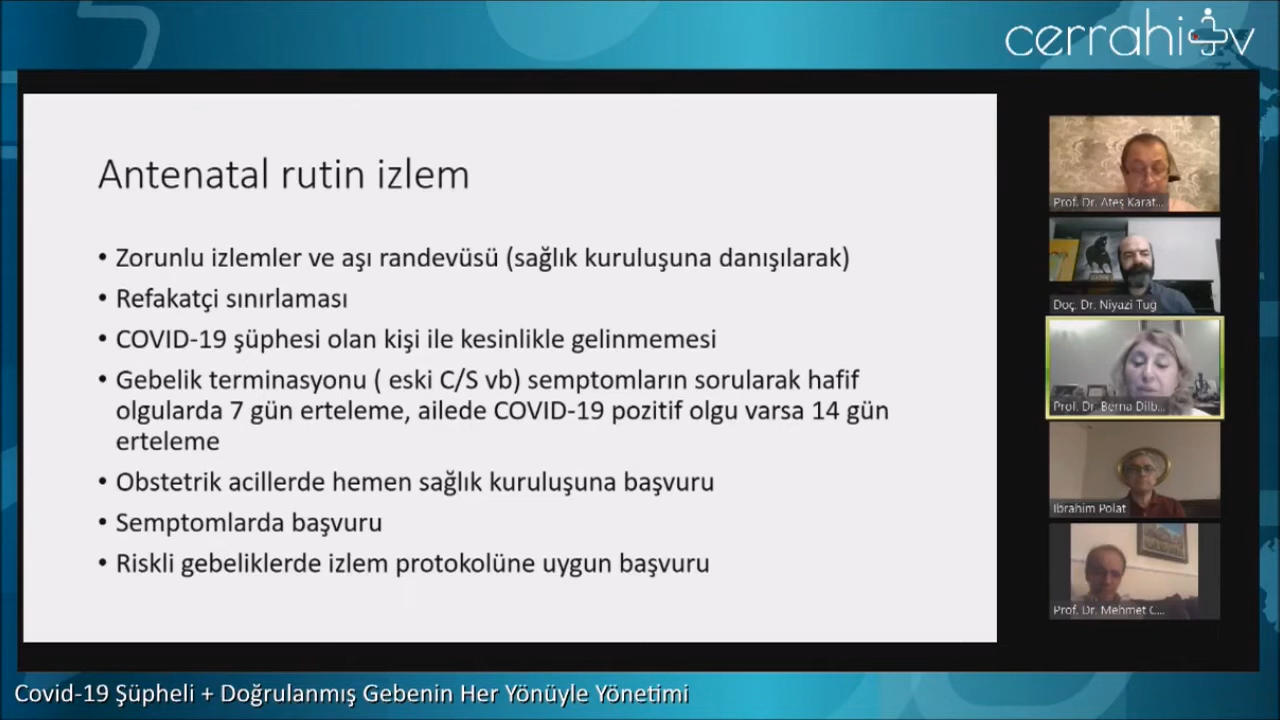 cerrahi tv
Antenatal rutin izlem
• Zorunlu izlemler ve aşı randevüsü (sağlık kuruluşuna danışılarak)
• Refakatçi sınırlaması
• COVID-19 şüphesi olan kişi ile kesinlikle gelinmemesi
• Gebelik terminasyonu ( eski C/S vb) semptomların sorularak hafif
olgularda 7 gün erteleme, ailede COVID-19 pozitif olgu varsa 14 gün
erteleme
• Obstetrik acillerde hemen sağlık kuruluşuna başvuru
• Semptomlarda başvuru
• Riskli gebeliklerde izlem protokolüne uygun başvuru
Prof. Dr. Ateş Karat...
Doç. Dr. Niyazi Tuğ
Prof. Dr. Berna Dilb...
Ibrahim Polat
Prof. Dr. Mehmet C...
Covid-19 Şüpheli + Doğrulanmış Gebenin Her Yönüyle Yönetimi